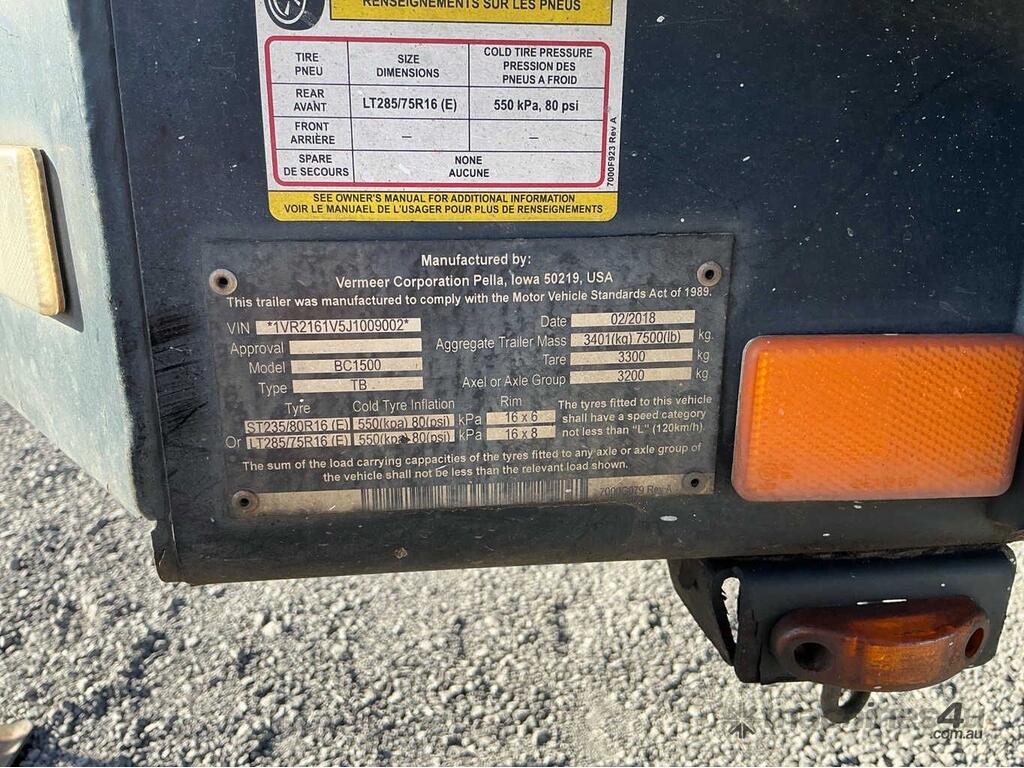 RENSEIGNEMENTS SUR LES PNEUS
TIRE
PNEU
SIZE
DIMENSIONS
COLD TIRE PRESSURE
PRESSION DES
PNEUS A FROID
REAR
AVANT
LT285/75R16 (E)
550 kPa, 80 psi
FRONT
ARRIÈRE
–
–
SPARE
DE SECOURS
NONE
AUCUNE
7000F923 Rev A
SEE OWNER'S MANUAL FOR ADDITIONAL INFORMATION
VOIR LE MANUAEL DE L'USAGER POUR PLUS DE RENSEIGNEMENTS
Manufactured by:
Vermeer Corporation Pella, Iowa 50219, USA
This trailer was manufactured to comply with the Motor Vehicle Standards Act of 1989.
VIN *1VR2161V5J1009002*
Approval
Model BC1500
Type TB
Date 02/2018
Aggregate Trailer Mass 3401(kg) 7500(lb) kg.
Tare 3300 kg.
Axel or Axle Group 3200 kg
Tyre Cold Tyre Inflation Rim
ST235/80R16 (E) 550(kpa) 80(psi) kPa 16 x 6
Or LT285/75R16 (E) 550(kpa) 80(psi) kPa 16 x 8
The tyres fitted to this vehicle
shall have a speed category
not less than "L" (120km/h).
The sum of the load carrying capacities of the tyres fitted to any axle or axle group of
the vehicle shall not be less than the relevant load shown.
7000G079 Rev A
4
.com.au